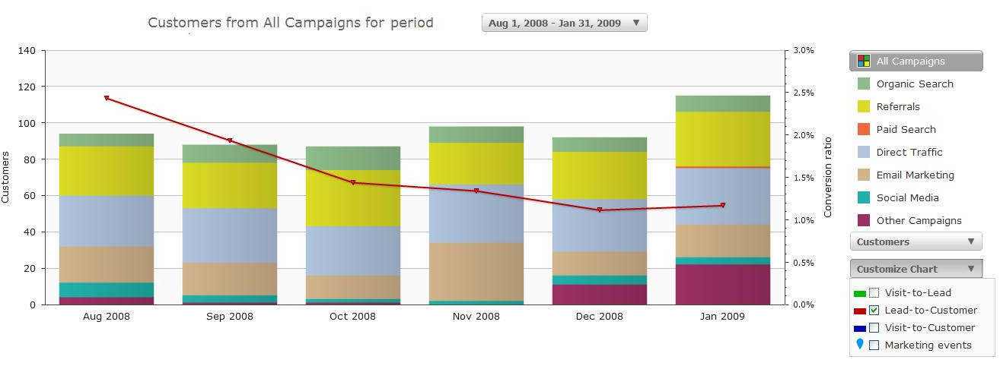 Customers from All Campaigns for period
Aug 1, 2008 - Jan 31, 2009
Customers
140
120
100
80
60
40
20
0
3.0%
2.5%
2.0%
1.5%
1.0%
0.5%
0.0%
Conversion ratio
Aug 2008
Sep 2008
Oct 2008
Nov 2008
Dec 2008
Jan 2009
All Campaigns
Organic Search
Referrals
Paid Search
Direct Traffic
Email Marketing
Social Media
Other Campaigns
Customers
Customize Chart
Visit-to-Lead
Lead-to-Customer
Visit-to-Customer
Marketing events